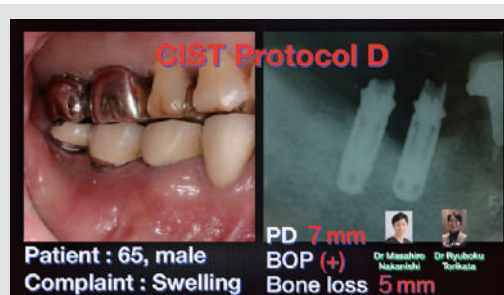 CIST Protocol D
Patient : 65, male
Complaint : Swelling
PD 7 mm
BOP (+)
Bone loss 5 mm
Dr Masahiro Nakanishi
Dr Ryuboku Torikata